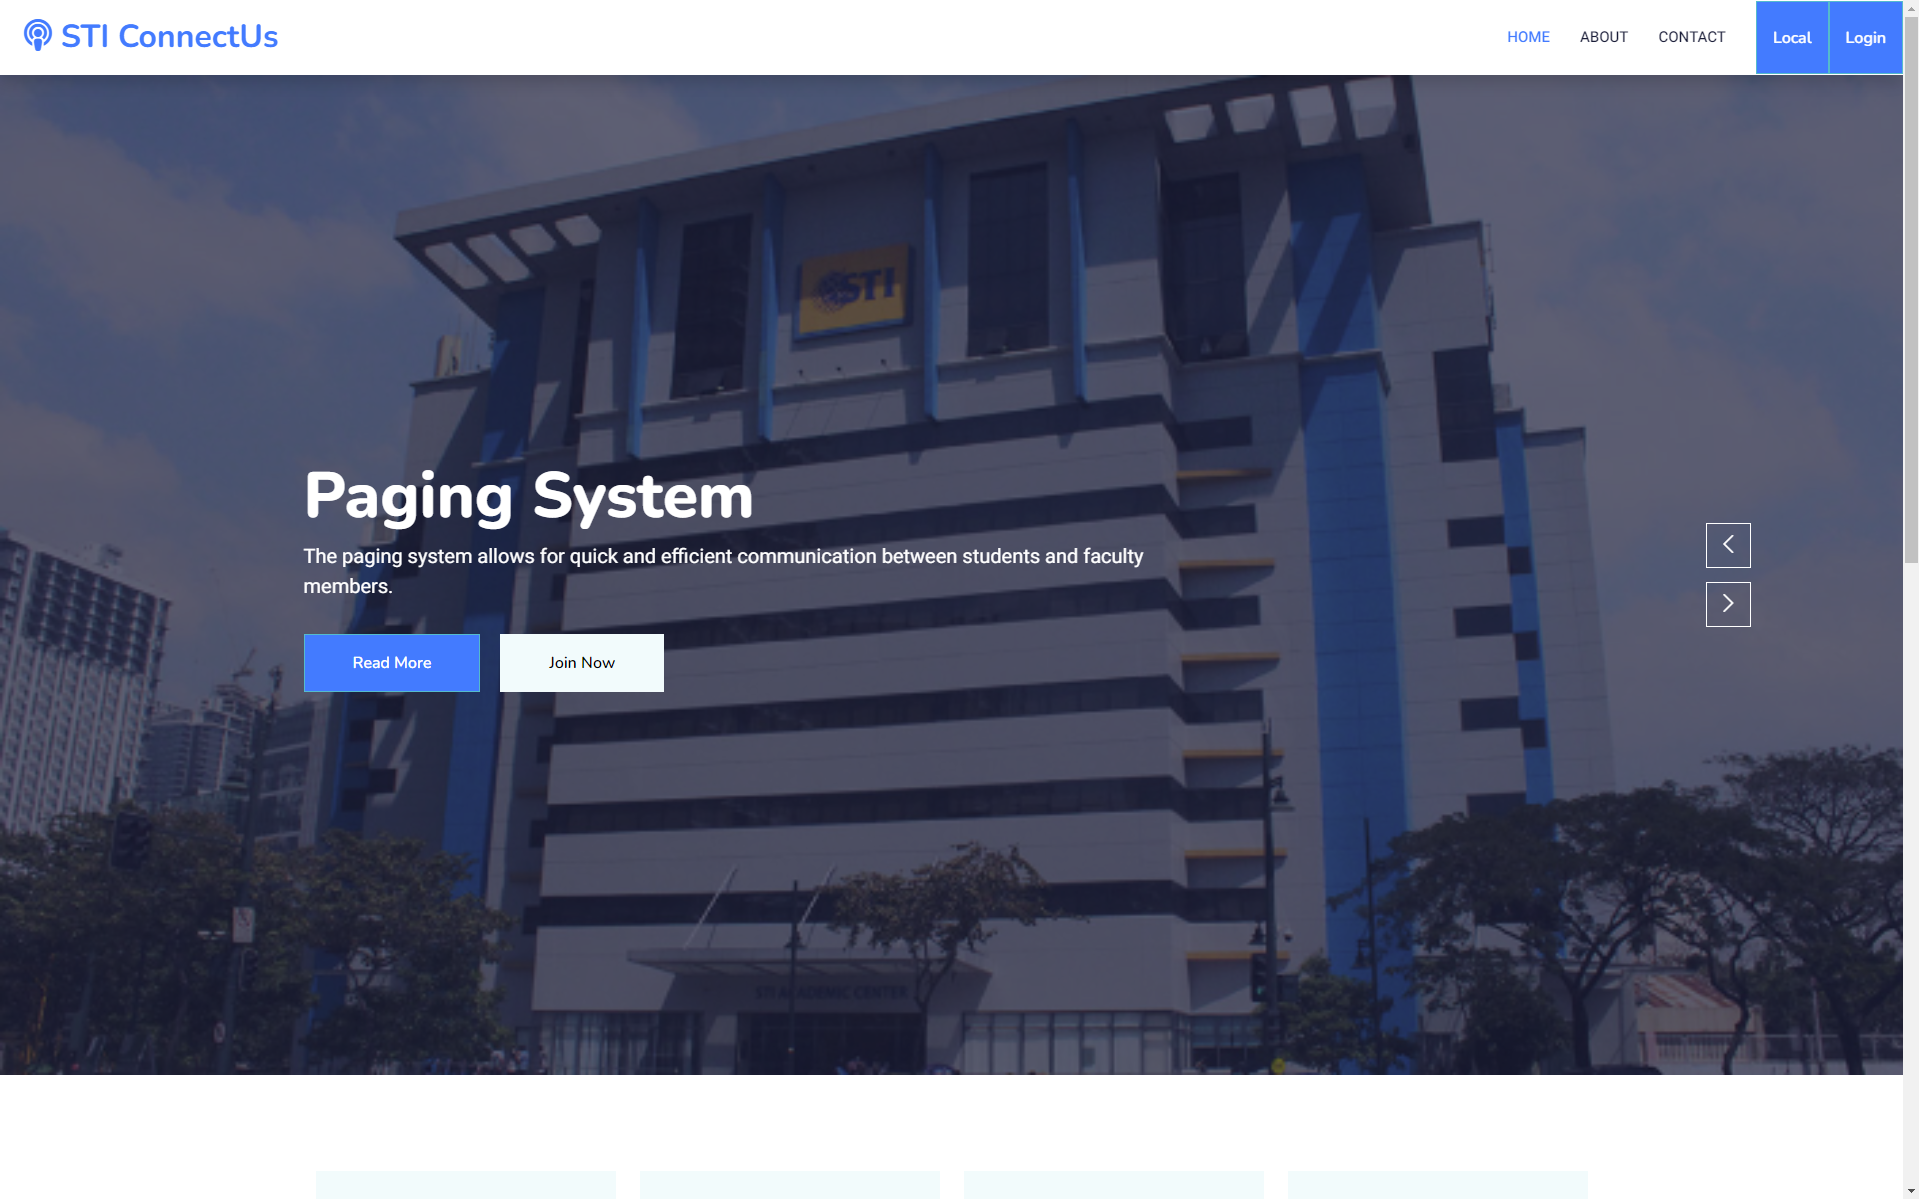 STI ConnectUs
HOME
ABOUT
CONTACT
Local
Login
STI
Paging System
The paging system allows for quick and efficient communication between students and faculty
members.
Read More
Join Now
STI ACADEMIC CENTER